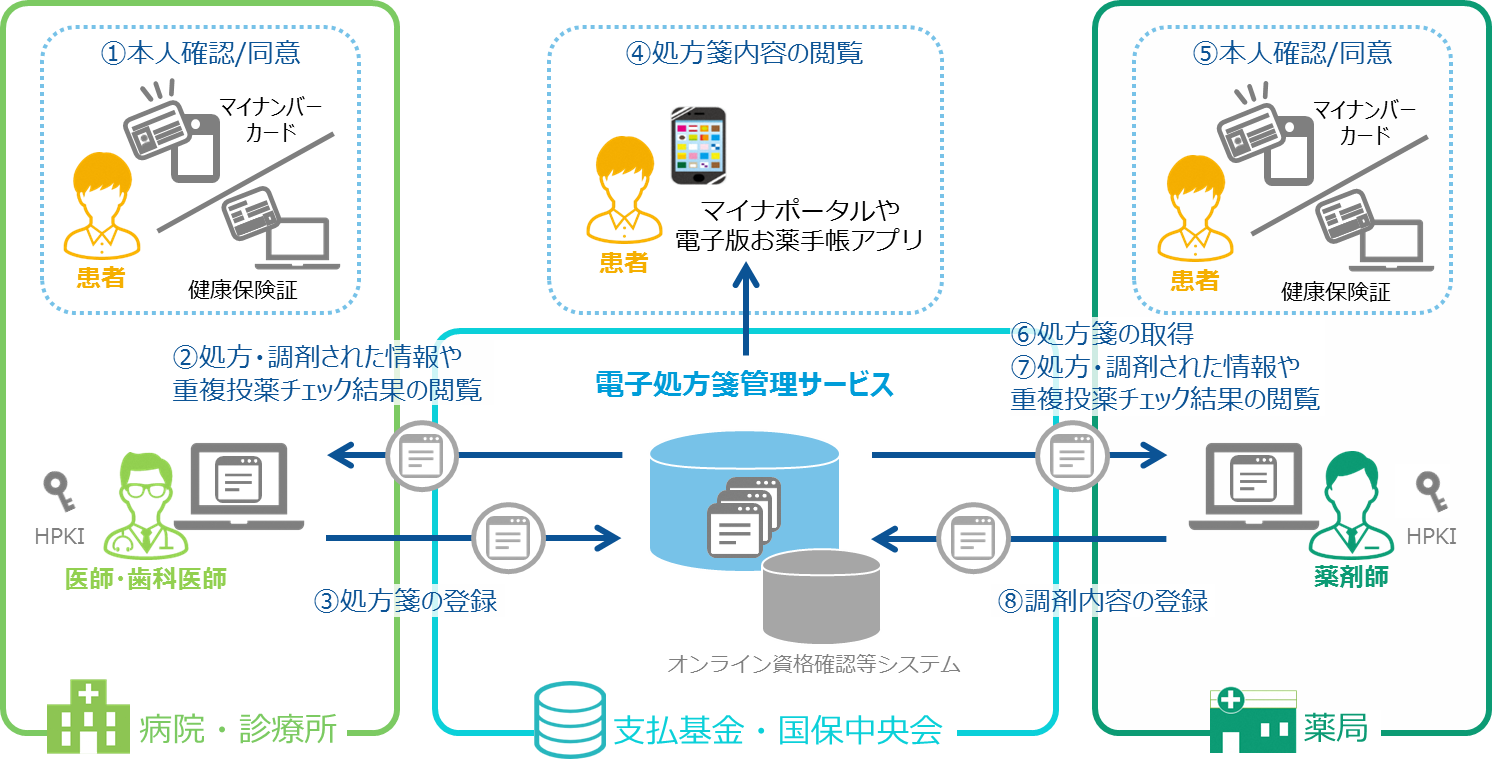 ①本人確認/同意
マイナンバー
カード
患者
健康保険証
②処方・調剤された情報や
重複投薬チェック結果の閲覧
HPKI
医師・歯科医師
③処方箋の登録
病院・診療所
④処方箋内容の閲覧
患者
マイナポータルや
電子版お薬手帳アプリ
電子処方箋管理サービス
オンライン資格確認等システム
支払基金・国保中央会
⑤本人確認/同意
マイナンバー
カード
患者
健康保険証
⑥処方箋の取得
⑦処方・調剤された情報や
重複投薬チェック結果の閲覧
HPKI
薬剤師
⑧調剤内容の登録
薬局